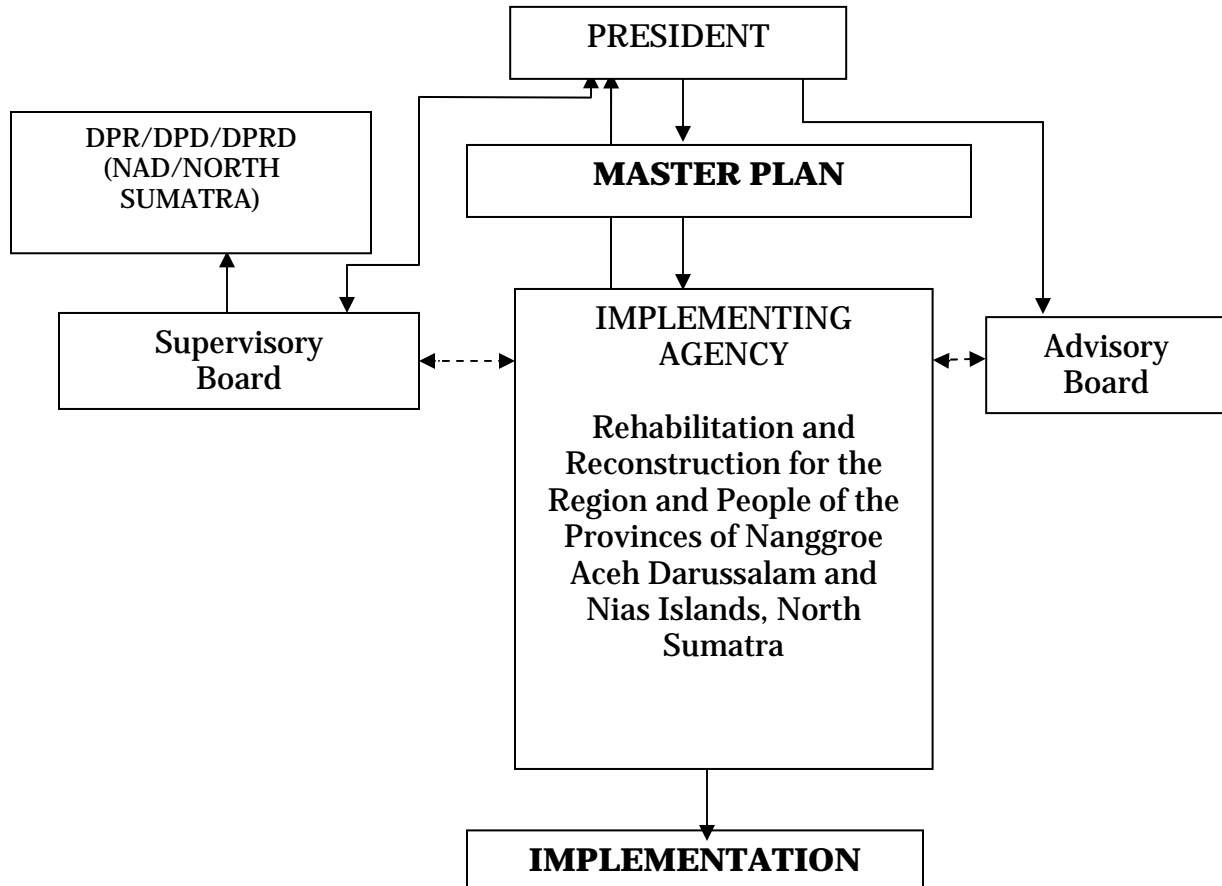 PRESIDENT
DPR/DPD/DPRD
(NAD/NORTH
SUMATRA)
MASTER PLAN
Supervisory
Board
IMPLEMENTING
AGENCY
Rehabilitation and
Reconstruction for the
Region and People of the
Provinces of Nanggroe
Aceh Darussalam and
Nias Islands, North
Sumatra
Advisory
Board
IMPLEMENTATION